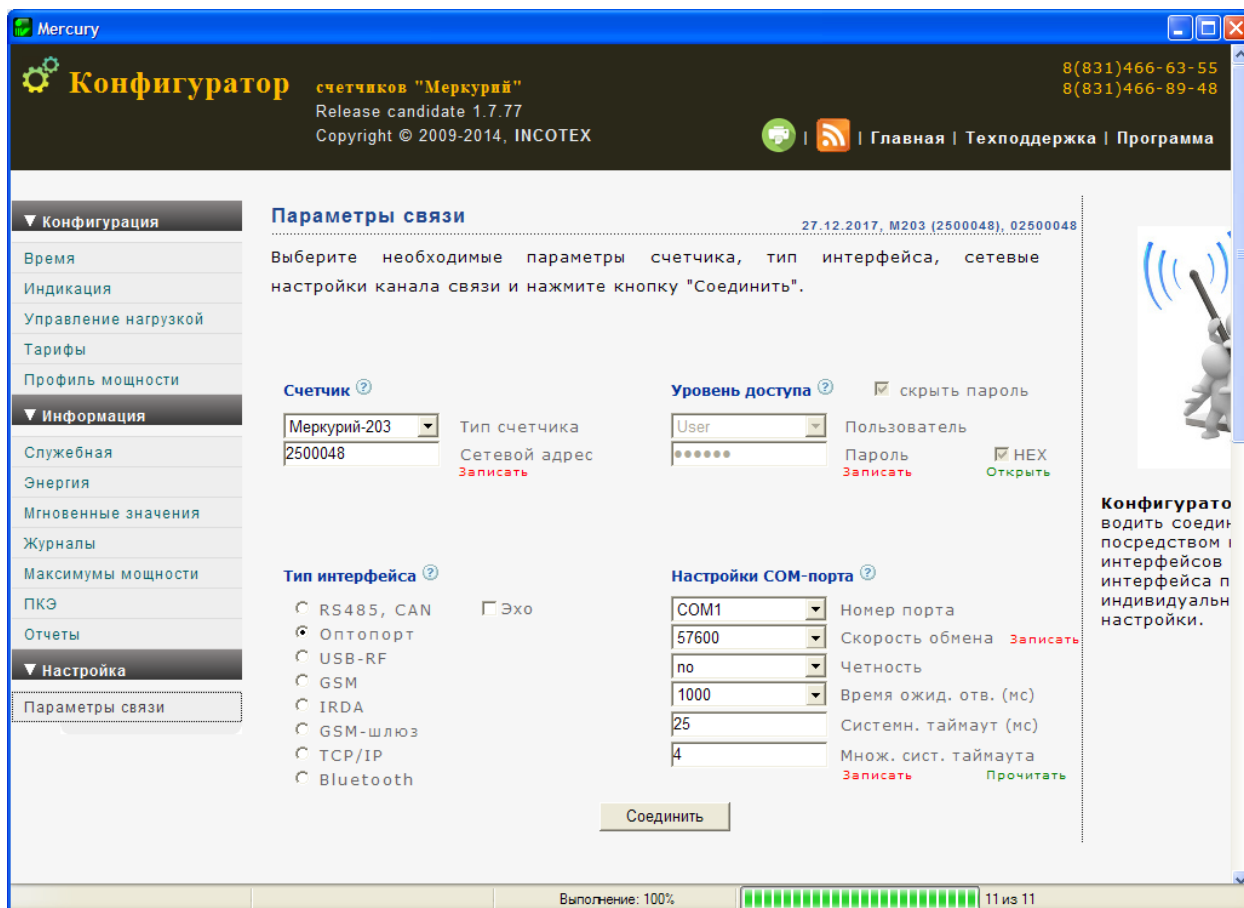 Mercury
Конфигуратор
счетчиков "Меркурий"
Release candidate 1.7.77
Copyright © 2009-2014, INCOTEX
8(831)466-63-55
8(831)466-89-48
| | Главная | Техподдержка | Программа
▼ Конфигурация
Время
Индикация
Управление нагрузкой
Тарифы
Профиль мощности
▼ Информация
Служебная
Энергия
Мгновенные значения
Журналы
Максимумы мощности
ПКЭ
Отчеты
▼ Настройка
Параметры связи
Параметры связи
27.12.2017, M203 (2500048), 02500048
Выберите необходимые параметры счетчика, тип интерфейса, сетевые
настройки канала связи и нажмите кнопку "Соединить".
Счетчик ?
Меркурий-203 Тип счетчика
2500048 Сетевой адрес
Записать
Уровень доступа ? скрыть пароль
User Пользователь
●●●●●● Пароль HEX
Записать Открыть
Тип интерфейса ?
RS485, CAN Эхо
Оптопорт
USB-RF
GSM
IRDA
GSM-шлюз
TCP/IP
Bluetooth
Настройки COM-порта ?
COM1 Номер порта
57600 Скорость обмена Записать
no Четность
1000 Время ожид. отв. (мс)
25 Системн. таймаут (мс)
4 Множ. сист. таймаута
Записать Прочитать
Соединить
Конфигурато
водить соедин
посредством
интерфейсов
интерфейса п
индивидуальн
настройки.
Выполнение: 100% 11 из 11